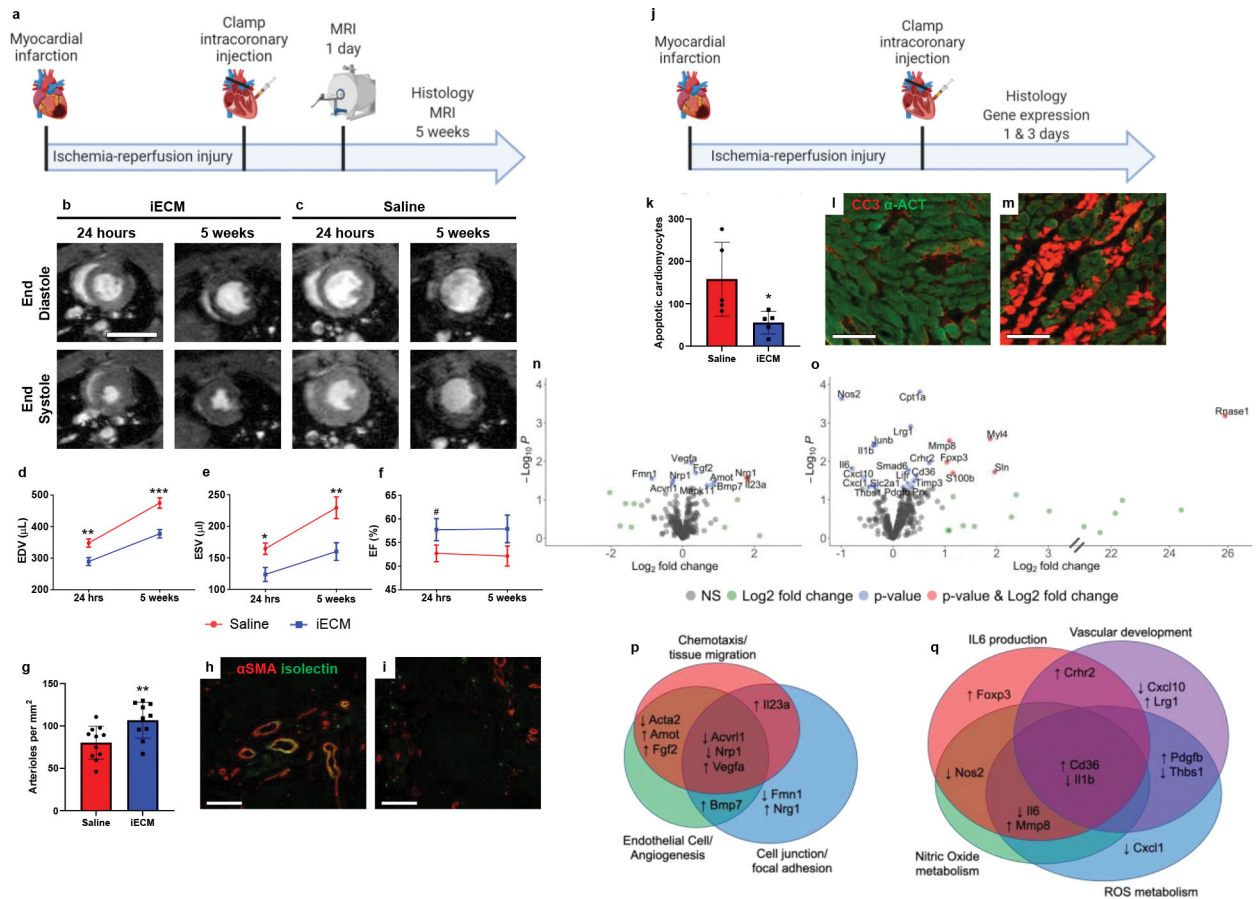 a
Myocardial
infarction
Clamp
intracoronary
injection
MRI
1 day
Histology
MRI
5 weeks
Ischemia-reperfusion injury
j
Myocardial
infarction
Clamp
intracoronary
injection
Histology
Gene expression
1 & 3 days
Ischemia-reperfusion injury
b
iECM
c
Saline
24 hours
5 weeks
24 hours
5 weeks
End
Diastole
End
Systole
d
EDV
(µL)
500
400
300
200
**
***
24 hrs
5 weeks
e
ESV
(µl)
250
200
150
100
*
**
24 hrs
5 weeks
f
EF
(%)
65
60
55
50
45
#
24 hrs
5 weeks
Saline
iECM
g
Arterioles per mm²
150
100
50
0
**
Saline
iECM
h
αSMA isolectin
i
k
Apoptotic cardiomyocytes
300
200
100
0
*
Saline
iECM
l
CC3 α-ACT
m
n
−Log₁₀ P
4
3
2
1
0
Vegfa
Fgf2
Fmn1
Nrp1
Amot
Nrg1
Acvrl1
Mapk11
Bmp7
Il23a
-2
0
2
Log₂ fold change
o
−Log₁₀ P
4
3
2
1
0
Nos2
Cpt1a
Rnase1
Lrg1
Junb
Il1b
Mmp8
Myl4
Crhr2
Foxp3
Il6
Smad6
Cxcl10
Lifr
Cd36
Sln
S100b
Cxcl1
Slc2a1
Timp3
Thbs1
Pdgfb
Prx
-1
0
1
2
3
22
24
26
Log₂ fold change
NS
Log2 fold change
p-value
p-value & Log2 fold change
p
Chemotaxis/
tissue migration
↑ Il23a
↓ Acta2
↑ Amot
↑ Fgf2
↓ Acvrl1
↓ Nrp1
↑ Vegfa
↑ Bmp7
↓ Fmn1
↑ Nrg1
Endothelial Cell/
Angiogenesis
Cell junction/
focal adhesion
q
IL6 production
Vascular development
↑ Crhr2
↑ Foxp3
↓ Cxcl10
↑ Lrg1
↓ Nos2
↑ Cd36
↓ Il1b
↑ Pdgfb
↓ Thbs1
↓ Il6
↑ Mmp8
↓ Cxcl1
Nitric Oxide
metabolism
ROS metabolism